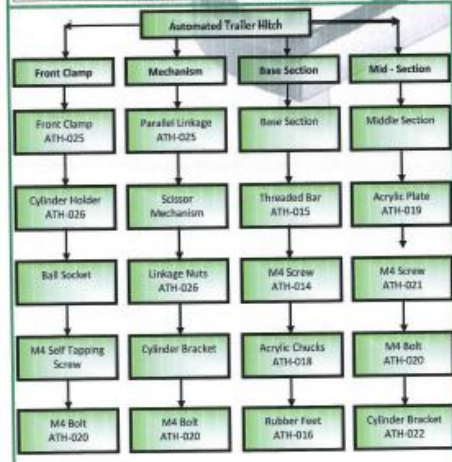 Automated Trailer Hitch
Front Clamp
Mechanism
Base Section
Mid - Section
Front Clamp
ATH-025
Parallel Linkage
ATH-025
Base Section
Middle Section
Cylinder Holder
ATH-026
Scissor
Mechanism
Threaded Bar
ATH-015
Acrylic Plate
ATH-019
Ball Socket
Linkage Nuts
ATH-026
M4 Screw
ATH-014
M4 Screw
ATH-021
M4 Self Tapping
Screw
Cylinder Bracket
Acrylic Chucks
ATH-018
M4 Bolt
ATH-020
M4 Bolt
ATH-020
M4 Bolt
ATH-020
Rubber Feet
ATH-016
Cylinder Bracket
ATH-022